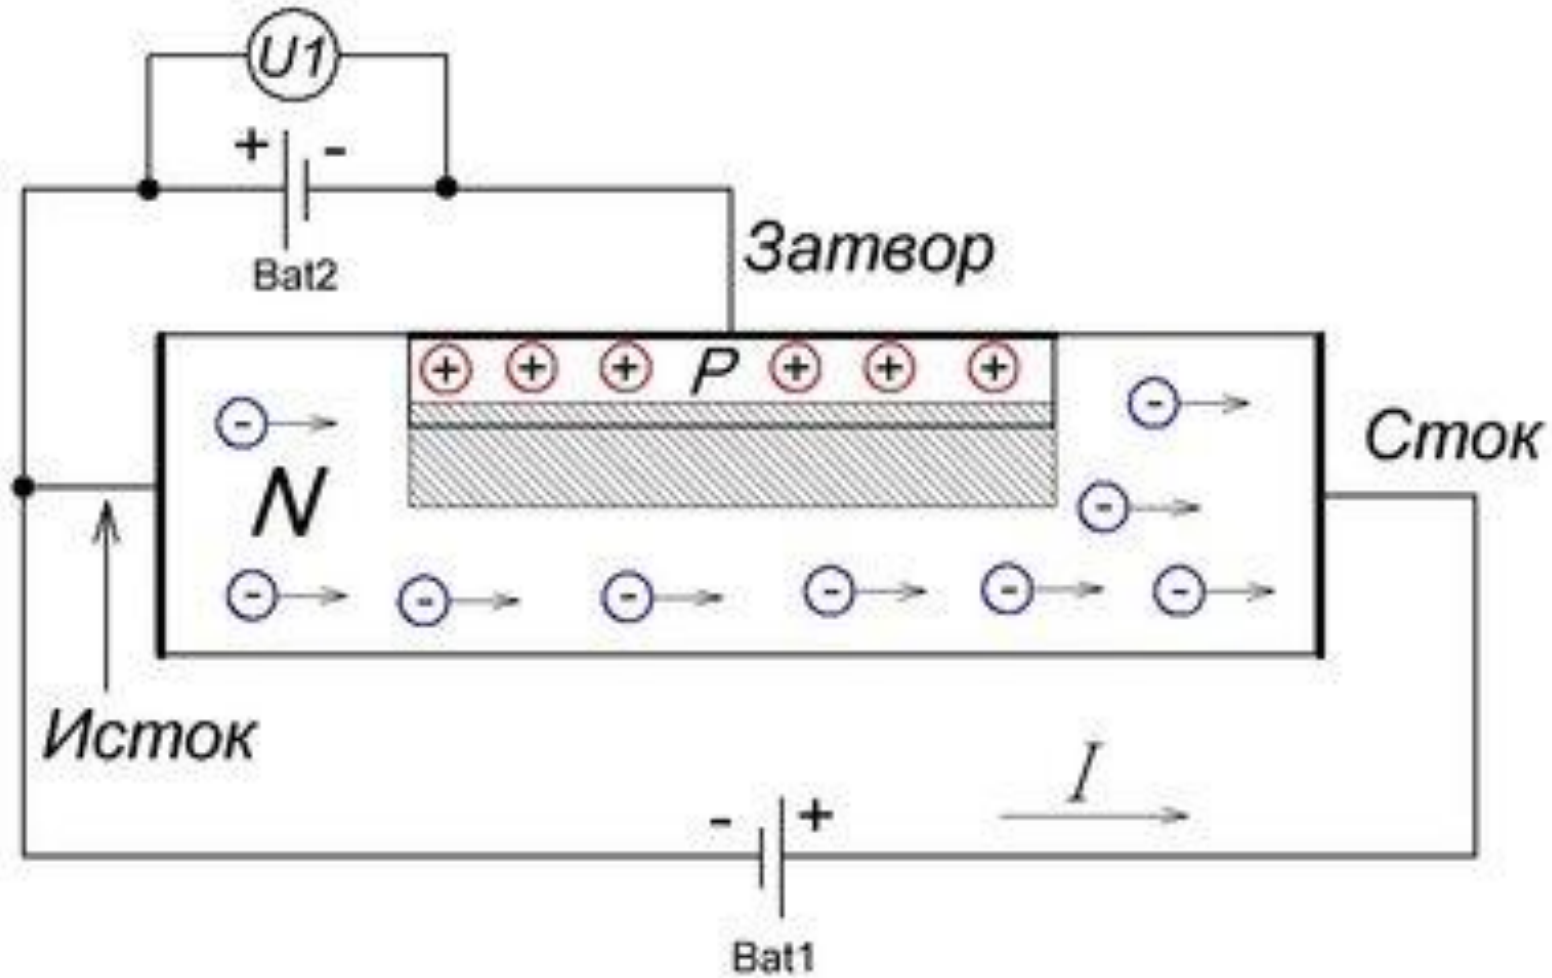 U1
+ -
Bat2
Затвор
+ + + P + + +
- -
Сток
N
-
- - - - - -
Исток
I
- +
Bat1